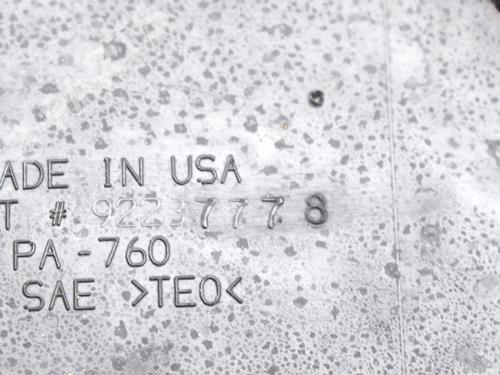 ADE IN USA
T # 92237778
PA-760
SAE >TEO<